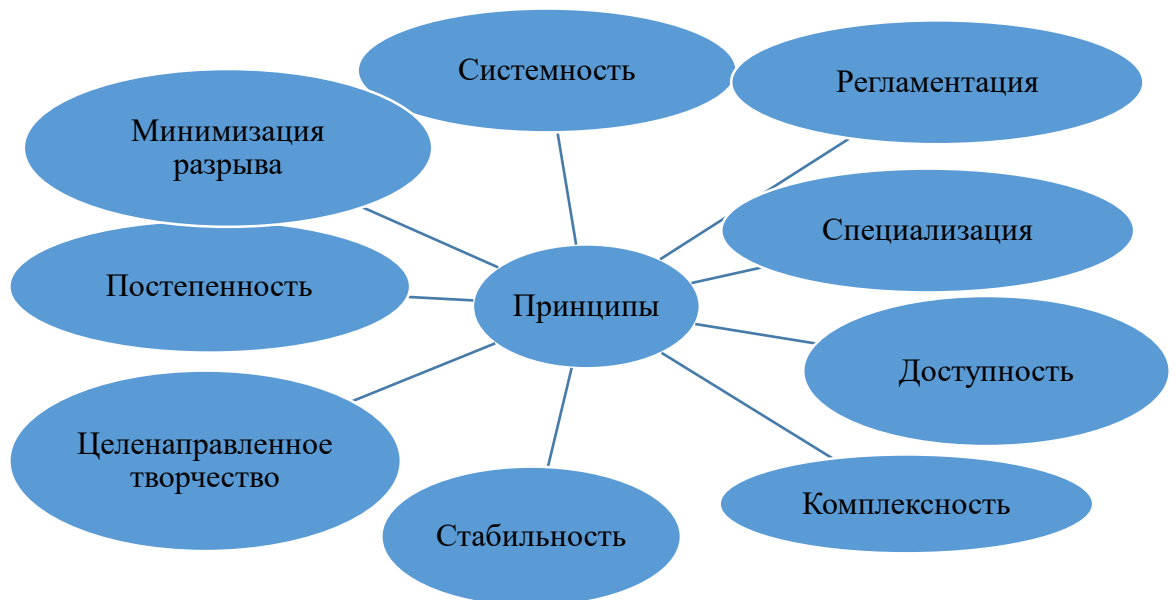 Системность
Регламентация
Минимизация
разрыва
Специализация
Постепенность
Принципы
Доступность
Целенаправленное
творчество
Комплексность
Стабильность